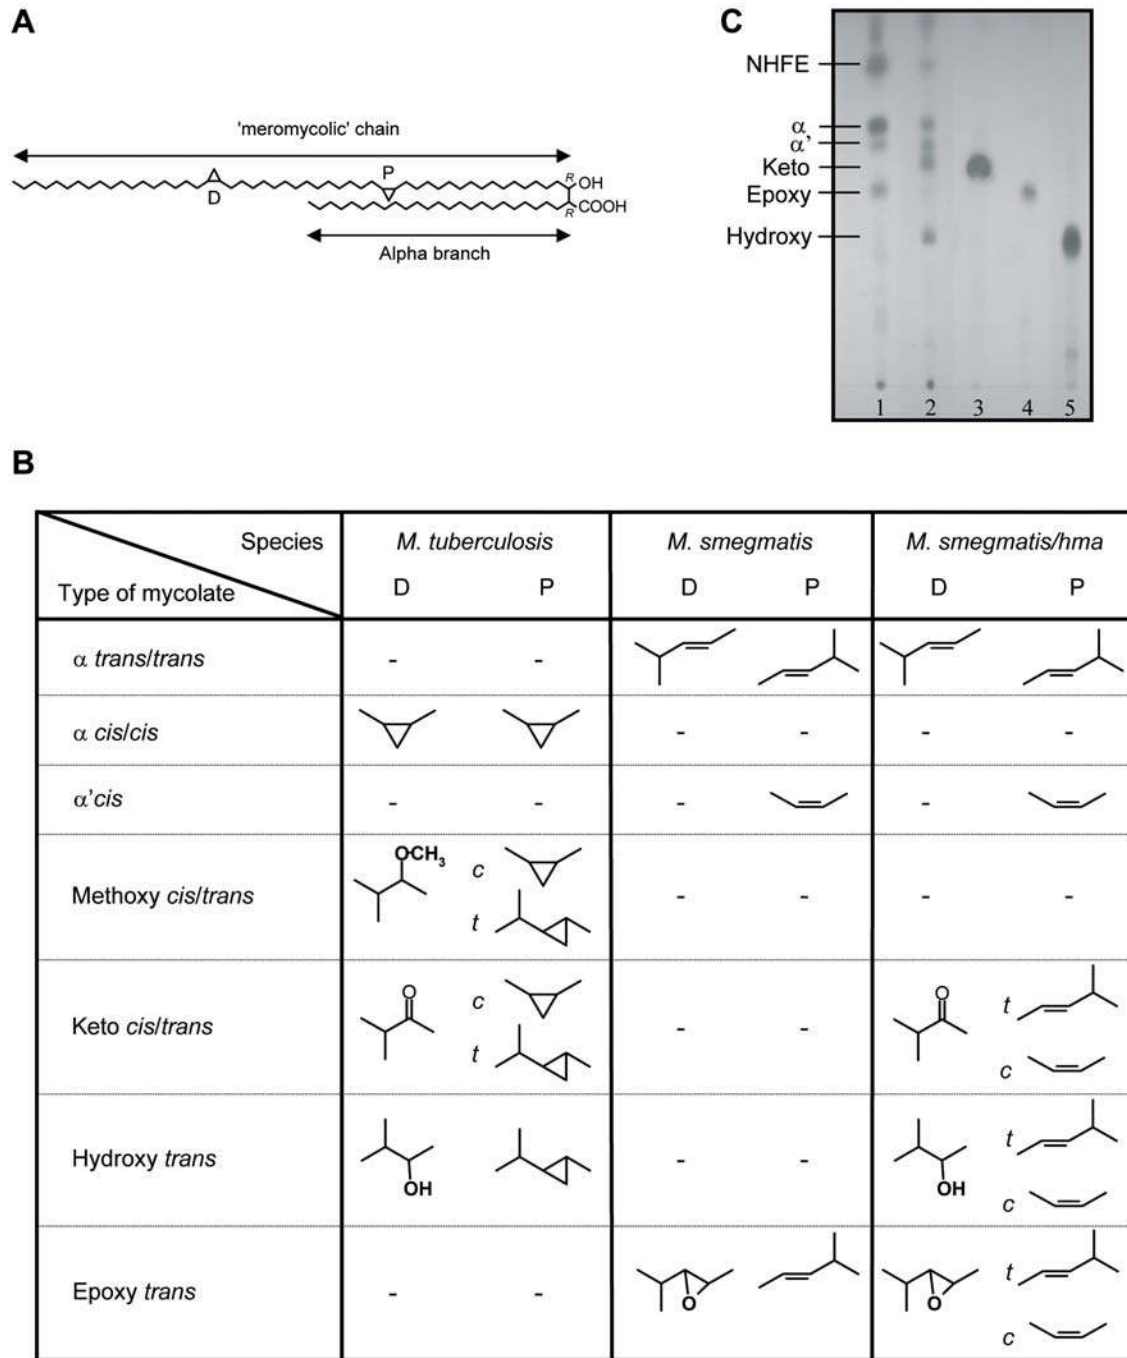 A
'meromycolic' chain
P
R
OH
D
R
COOH
Alpha branch
C
NHFE
α
α'
Keto
Epoxy
Hydroxy
1 2 3 4 5
B
Species M. tuberculosis M. smegmatis M. smegmatis/hma
Type of mycolate D P D P D P
α trans/trans - -
α cis/cis - - - -
α'cis - - - -
Methoxy cis/trans OCH3 c t - - - -
Keto cis/trans O c t - - O t c
Hydroxy trans OH - - OH t c
Epoxy trans - - O O t c